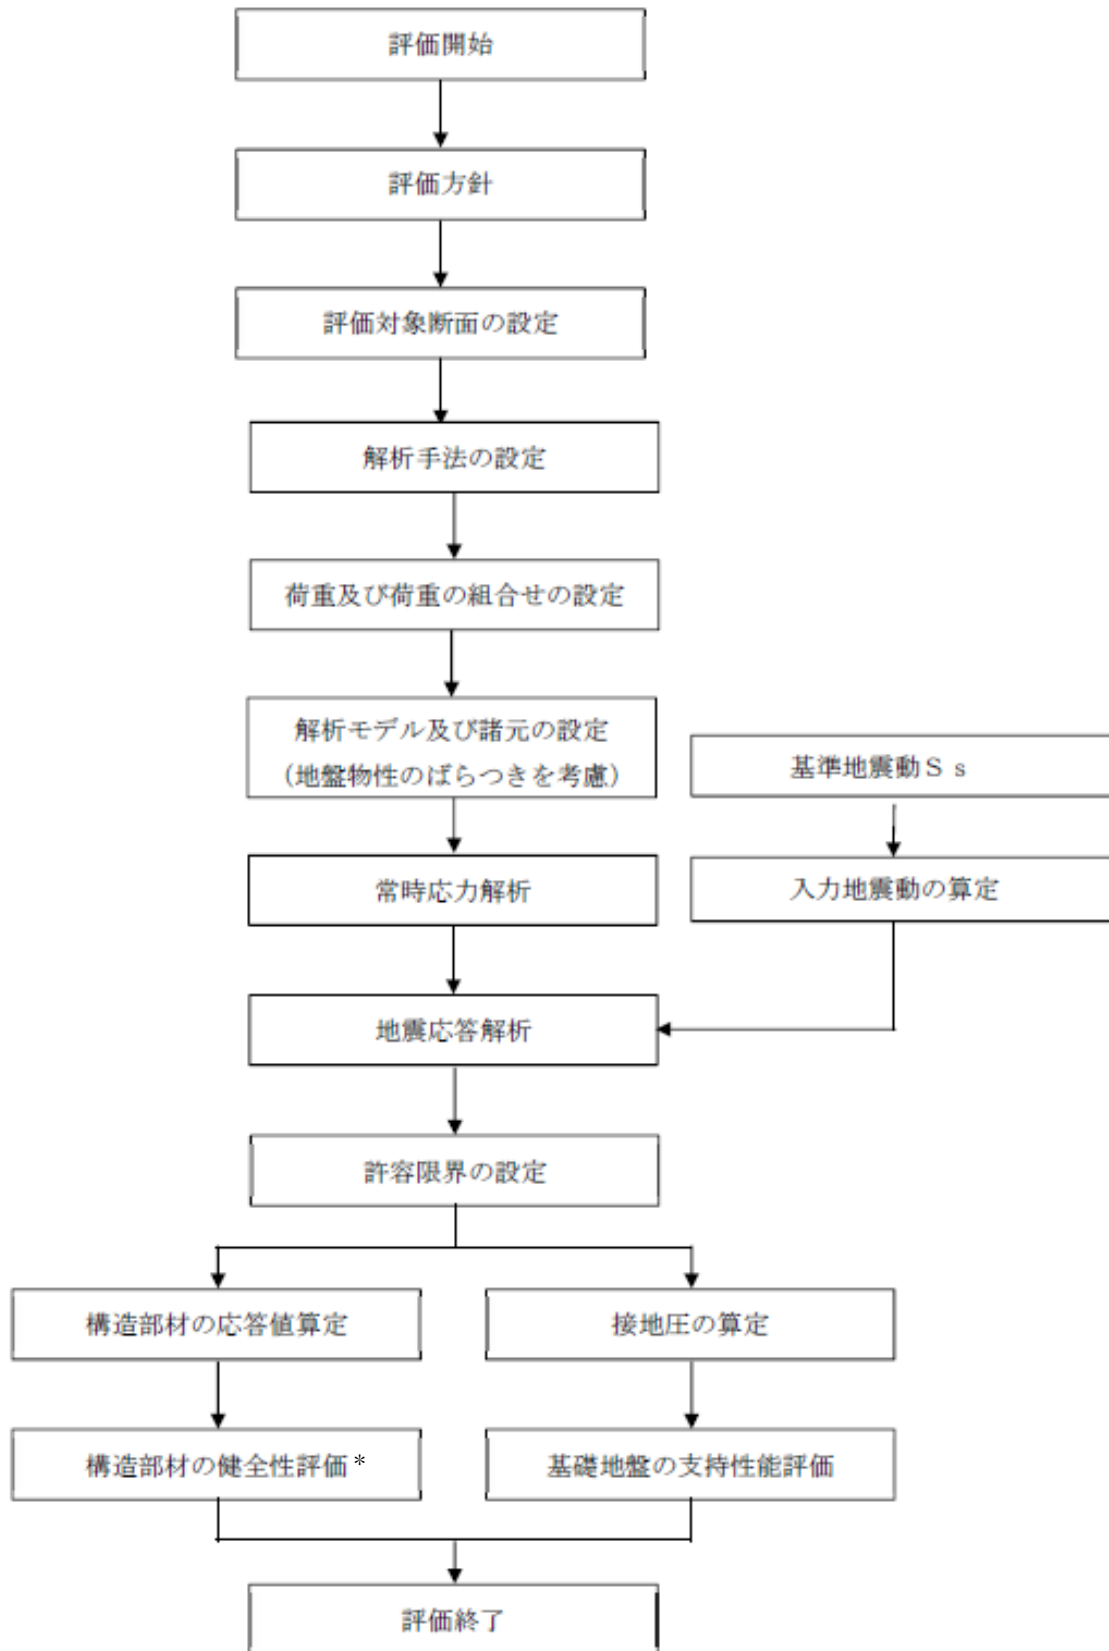 評価開始
評価方針
評価対象断面の設定
解析手法の設定
荷重及び荷重の組合せの設定
解析モデル及び諸元の設定
（地盤物性のばらつきを考慮）
基準地震動Ｓｓ
常時応力解析
入力地震動の算定
地震応答解析
許容限界の設定
構造部材の応答値算定
接地圧の算定
構造部材の健全性評価*
基礎地盤の支持性能評価
評価終了